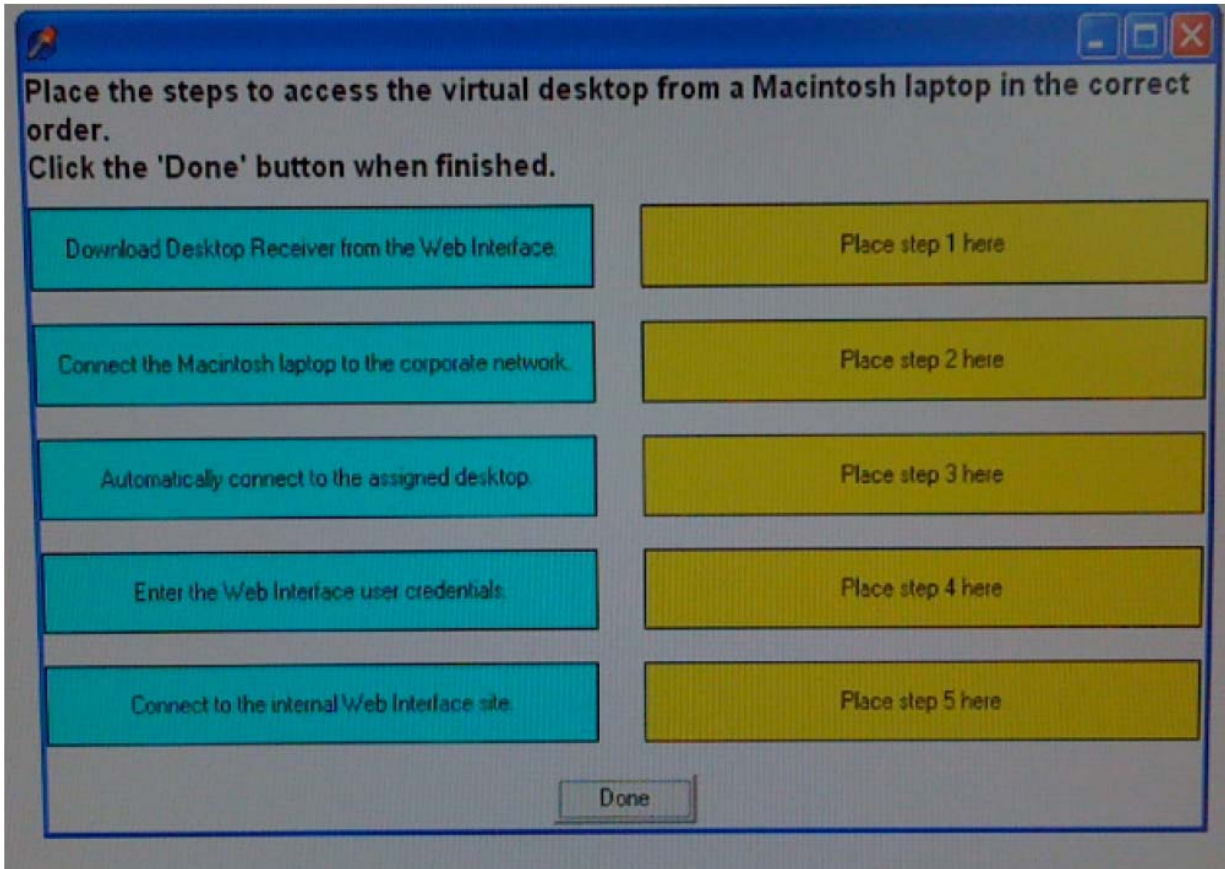 Place the steps to access the virtual desktop from a Macintosh laptop in the correct
order.
Click the 'Done' button when finished.
Download Desktop Receiver from the Web Interface.
Place step 1 here
Connect the Macintosh laptop to the corporate network.
Place step 2 here
Automatically connect to the assigned desktop.
Place step 3 here
Enter the Web Interface user credentials.
Place step 4 here
Connect to the internal Web Interface site.
Place step 5 here
Done